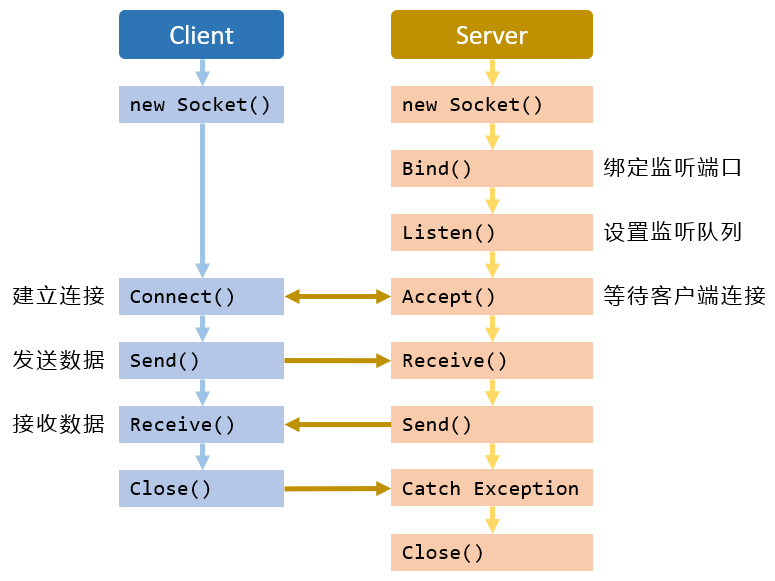 Client
Server
new Socket()
new Socket()
Bind()
绑定监听端口
Listen()
设置监听队列
建立连接
Connect()
Accept()
等待客户端连接
发送数据
Send()
Receive()
接收数据
Receive()
Send()
Close()
Catch Exception
Close()